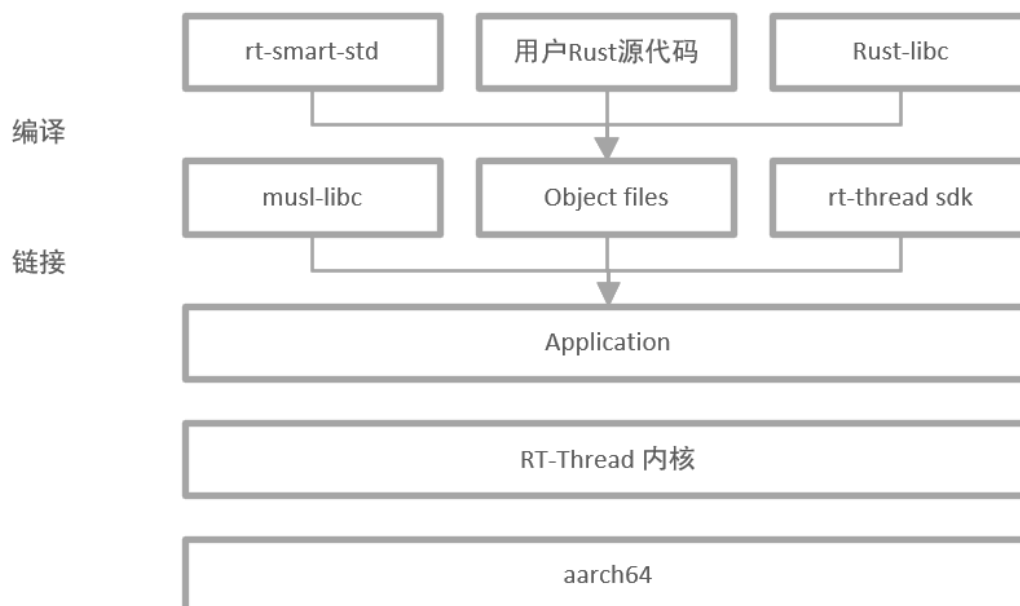 rt-smart-std
用户Rust源代码
Rust-libc
编译
musl-libc
Object files
rt-thread sdk
链接
Application
RT-Thread 内核
aarch64